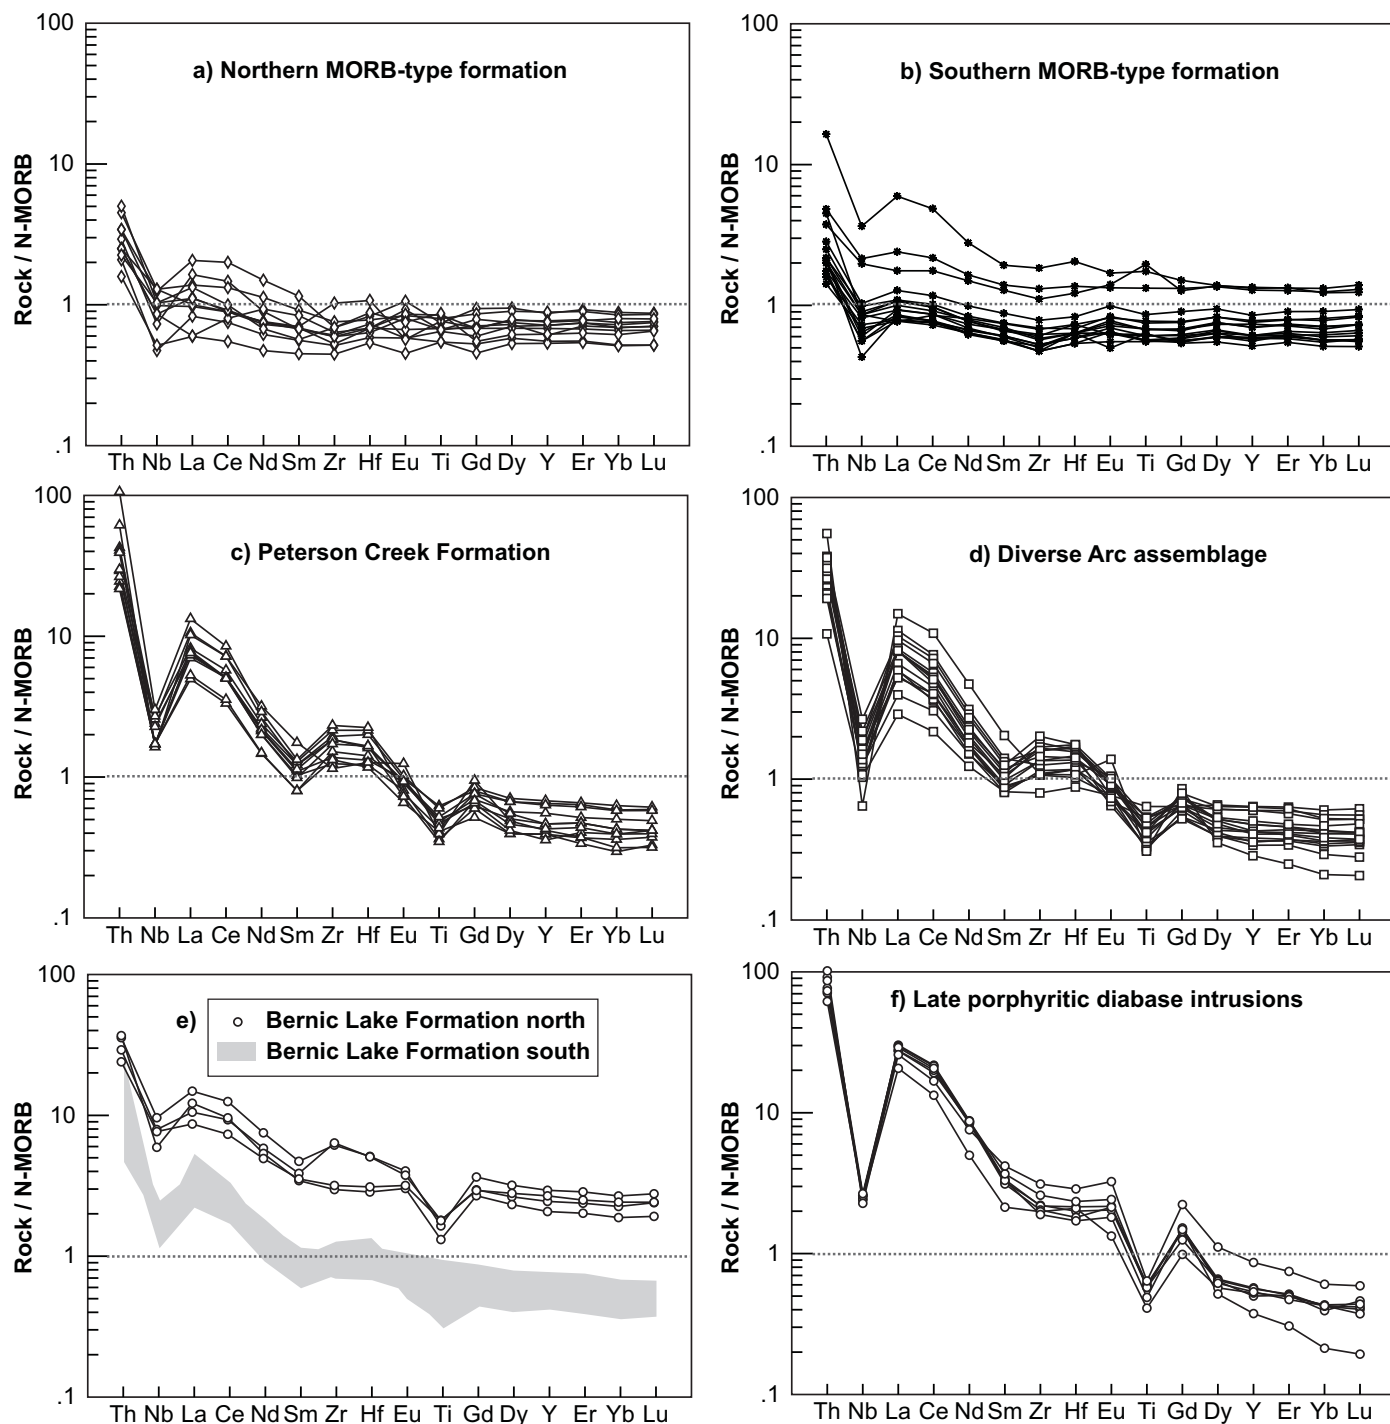 100
10
1
.1
Rock / N-MORB
a) Northern MORB-type formation
Th Nb La Ce Nd Sm Zr Hf Eu Ti Gd Dy Y Er Yb Lu
100
10
1
.1
Rock / N-MORB
b) Southern MORB-type formation
Th Nb La Ce Nd Sm Zr Hf Eu Ti Gd Dy Y Er Yb Lu
100
10
1
.1
Rock / N-MORB
c) Peterson Creek Formation
Th Nb La Ce Nd Sm Zr Hf Eu Ti Gd Dy Y Er Yb Lu
100
10
1
.1
Rock / N-MORB
d) Diverse Arc assemblage
Th Nb La Ce Nd Sm Zr Hf Eu Ti Gd Dy Y Er Yb Lu
100
10
1
.1
Rock / N-MORB
e)
Bernic Lake Formation north
Bernic Lake Formation south
Th Nb La Ce Nd Sm Zr Hf Eu Ti Gd Dy Y Er Yb Lu
100
10
1
.1
Rock / N-MORB
f) Late porphyritic diabase intrusions
Th Nb La Ce Nd Sm Zr Hf Eu Ti Gd Dy Y Er Yb Lu